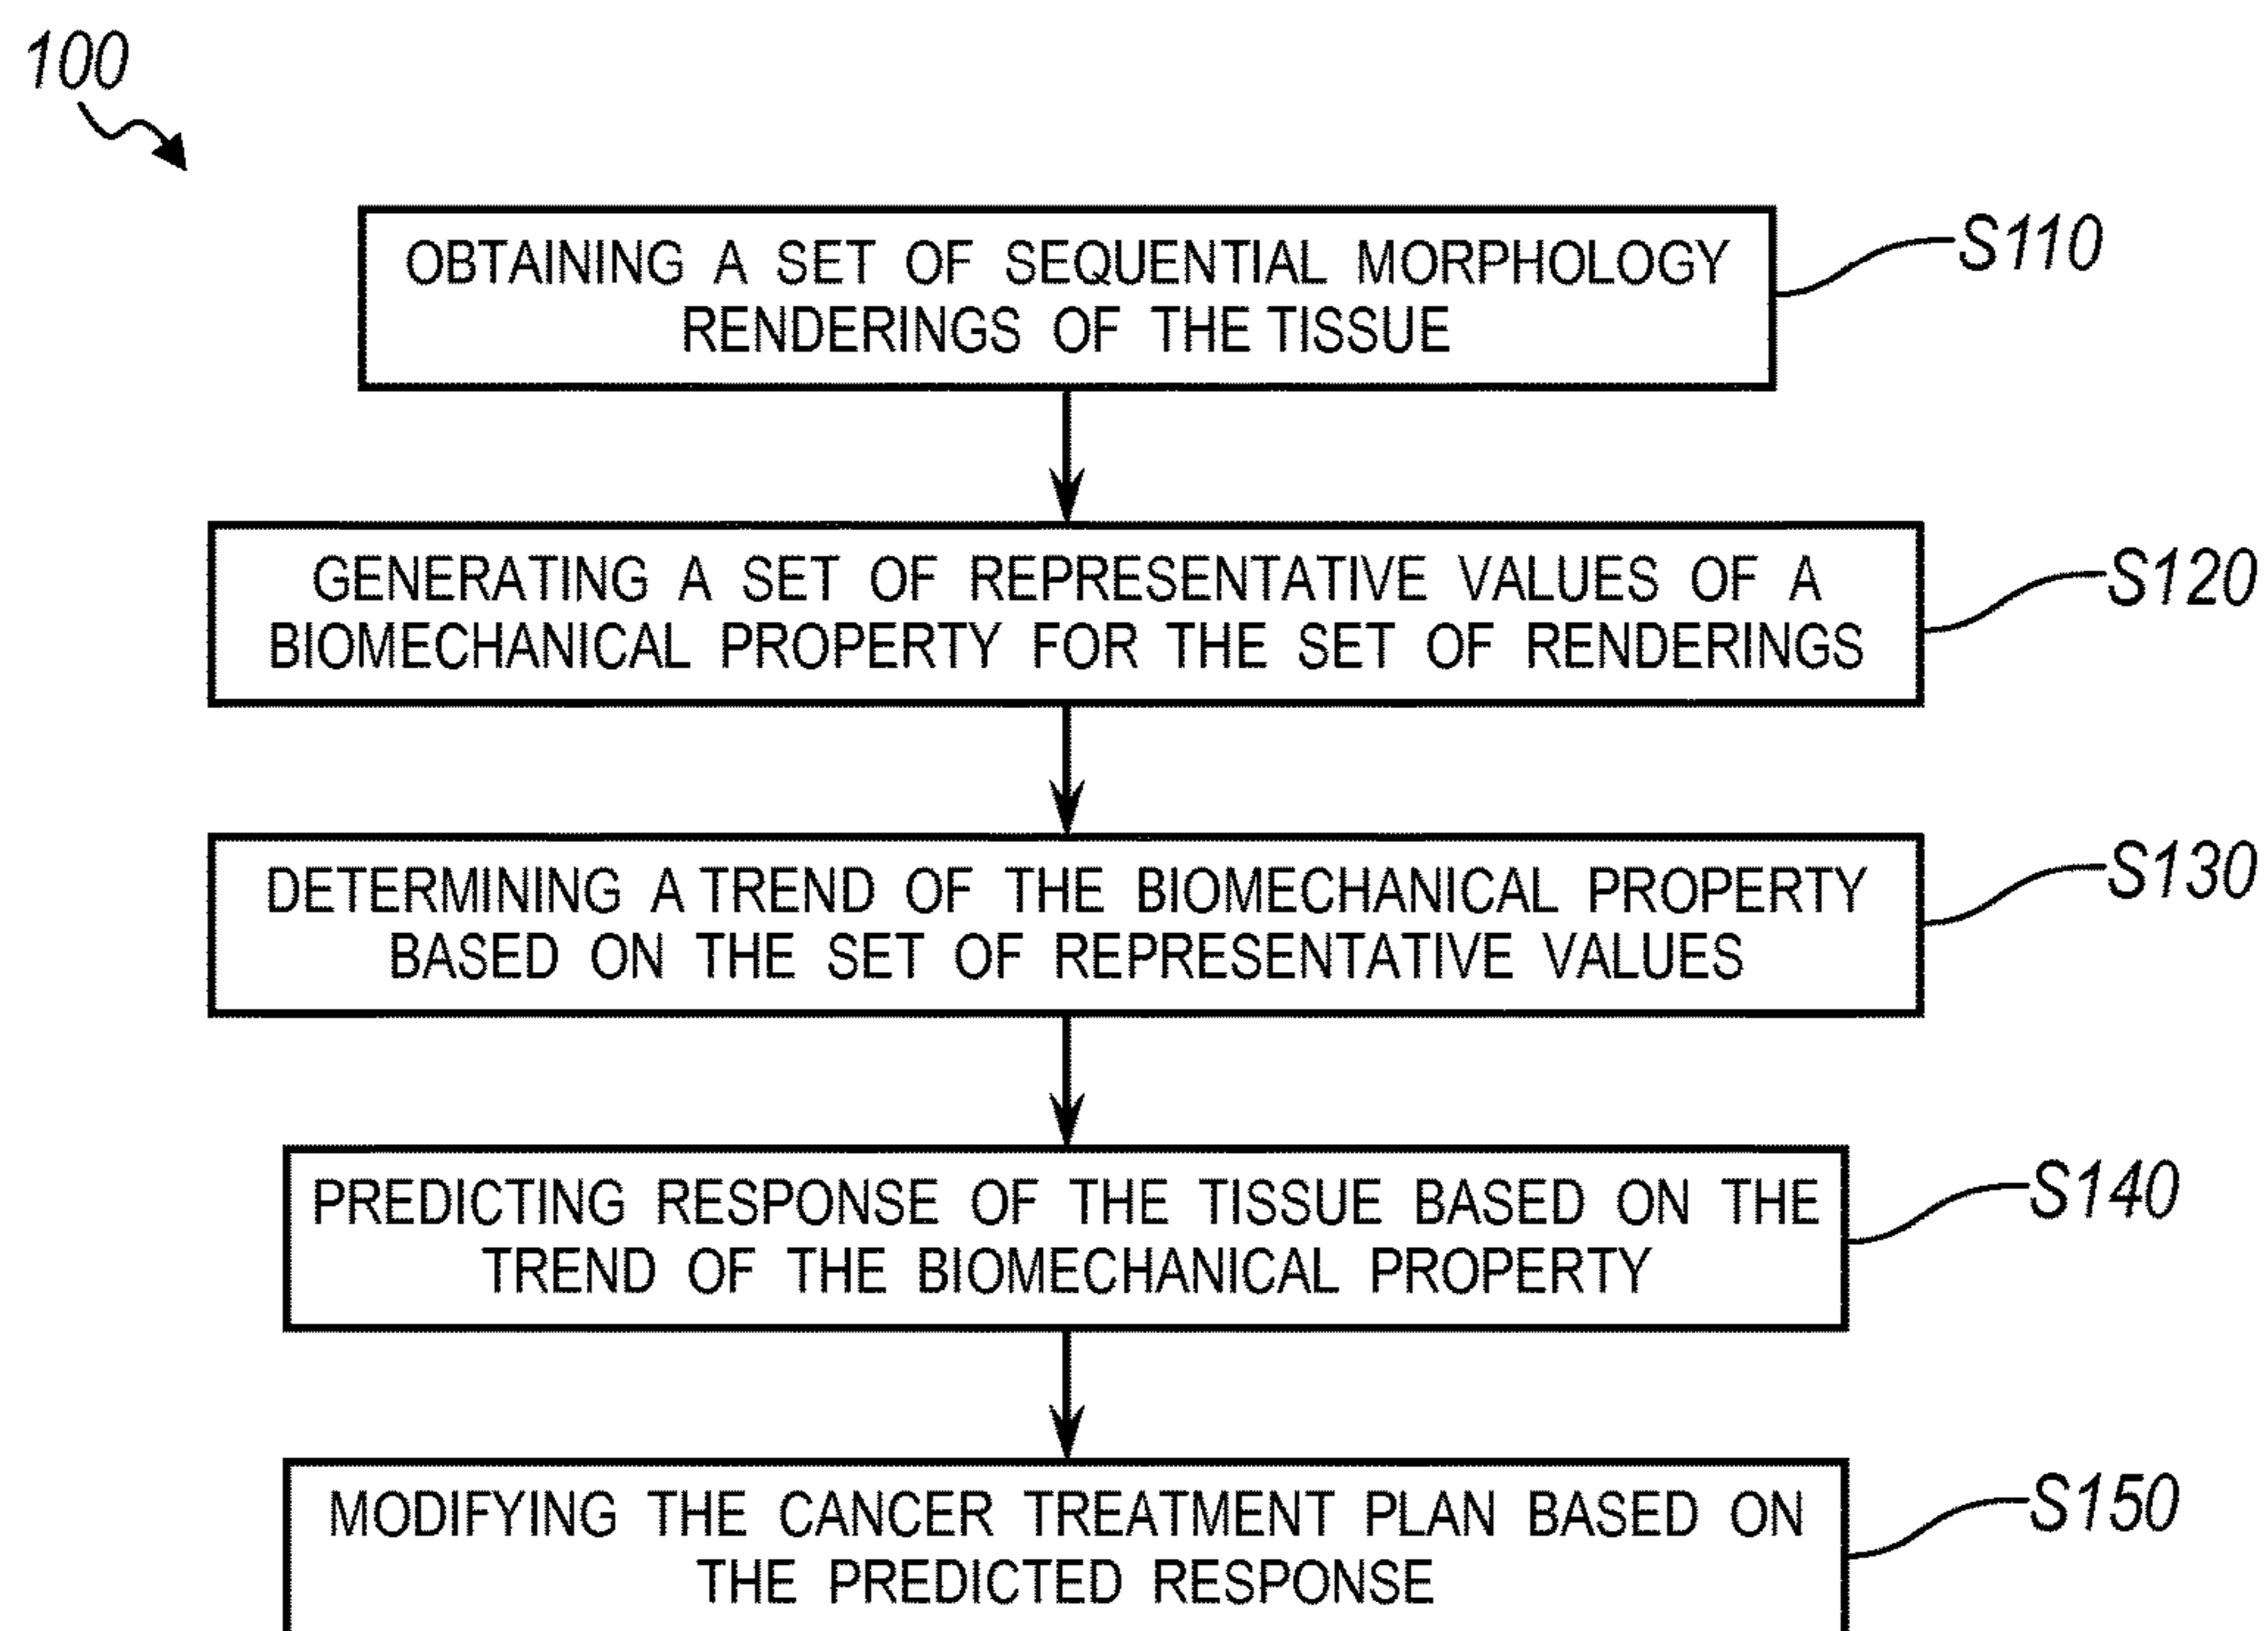 100
OBTAINING A SET OF SEQUENTIAL MORPHOLOGY
RENDERINGS OF THE TISSUE
S110
GENERATING A SET OF REPRESENTATIVE VALUES OF A
BIOMECHANICAL PROPERTY FOR THE SET OF RENDERINGS
S120
DETERMINING A TREND OF THE BIOMECHANICAL PROPERTY
BASED ON THE SET OF REPRESENTATIVE VALUES
S130
PREDICTING RESPONSE OF THE TISSUE BASED ON THE
TREND OF THE BIOMECHANICAL PROPERTY
S140
MODIFYING THE CANCER TREATMENT PLAN BASED ON
THE PREDICTED RESPONSE
S150